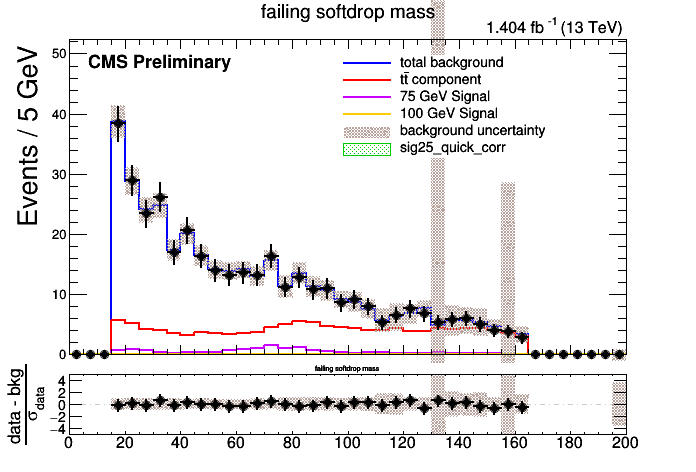 failing softdrop mass
1.404 fb⁻¹ (13 TeV)
CMS Preliminary
total background
tt̄ component
75 GeV Signal
100 GeV Signal
background uncertainty
sig25_quick_corr
Events / 5 GeV
50
40
30
20
10
0
failing softdrop mass
data - bkg
σ data
4
2
0
−2
−4
0 20 40 60 80 100 120 140 160 180 200